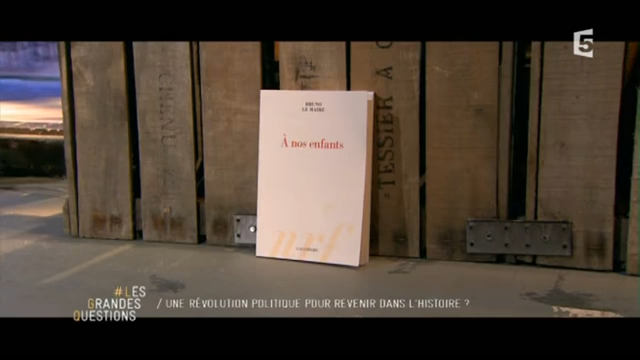 5
BRUNO
LE MAIRE
À nos enfants
nrf
GALLIMARD
TESSIER À C
#LES
GRANDES
QUESTIONS
/ UNE RÉVOLUTION POLITIQUE POUR REVENIR DANS L'HISTOIRE ?